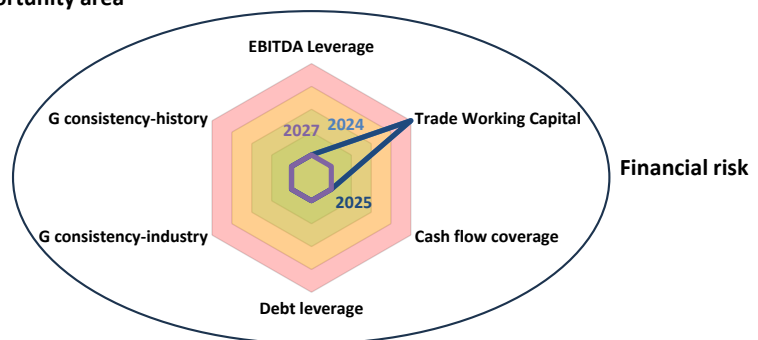 EBITDA Leverage
G consistency-history
Trade Working Capital
2027
2024
Financial risk
2025
G consistency-industry
Cash flow coverage
Debt leverage